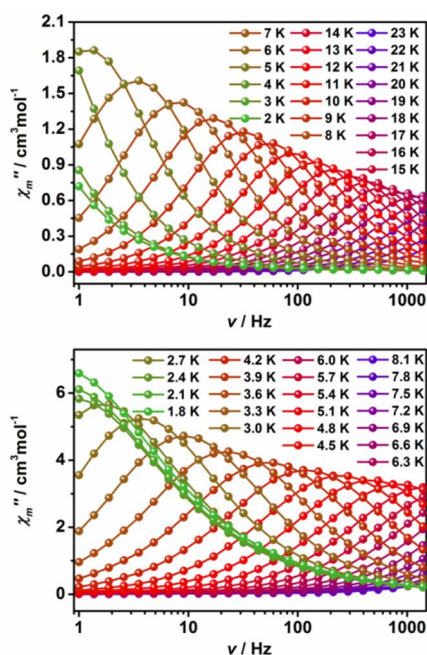 2.1
1.8
1.5
1.2
0.9
0.6
0.3
0.0
χm'' / cm3mol-1
7 K 14 K 23 K
6 K 13 K 22 K
5 K 12 K 21 K
4 K 11 K 20 K
3 K 10 K 19 K
2 K 9 K 18 K
8 K 17 K
16 K
15 K
1 10 100 1000
ν / Hz
6
4
2
0
χm'' / cm3mol-1
2.7 K 4.2 K 6.0 K 8.1 K
2.4 K 3.9 K 5.7 K 7.8 K
2.1 K 3.6 K 5.4 K 7.5 K
1.8 K 3.3 K 5.1 K 7.2 K
3.0 K 4.8 K 6.9 K
4.5 K 6.6 K
6.3 K
1 10 100 1000
ν / Hz